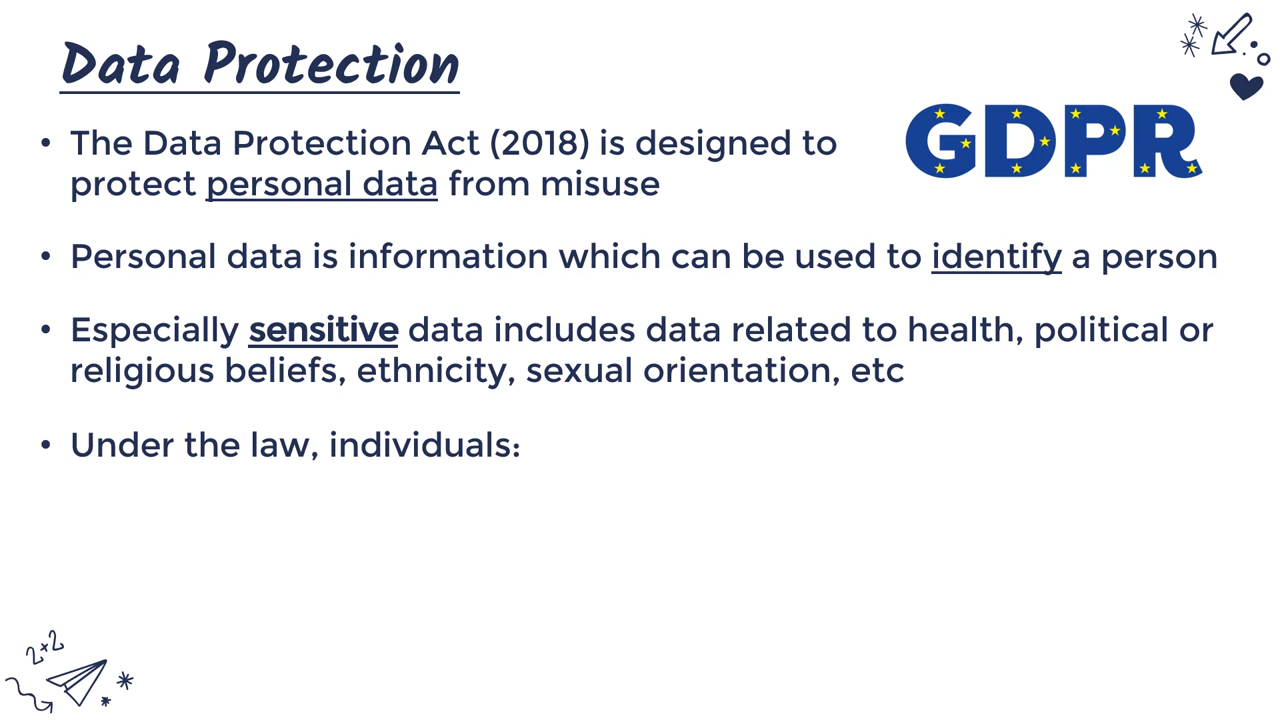 Data Protection
• The Data Protection Act (2018) is designed to
protect personal data from misuse
GDPR
• Personal data is information which can be used to identify a person
• Especially sensitive data includes data related to health, political or
religious beliefs, ethnicity, sexual orientation, etc
• Under the law, individuals:
2+2